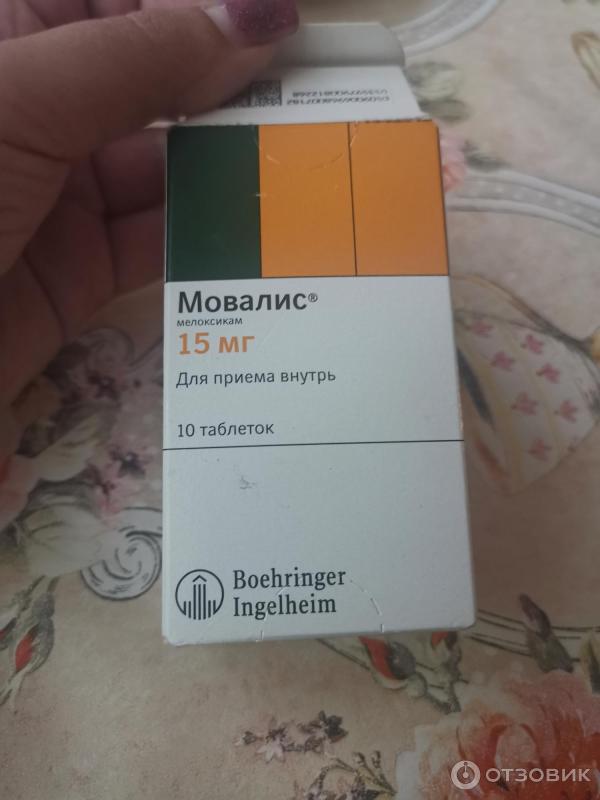 Мовалис®
мелоксикам
15 мг
Для приема внутрь
10 таблеток
Boehringer
Ingelheim
ОТЗОВИК